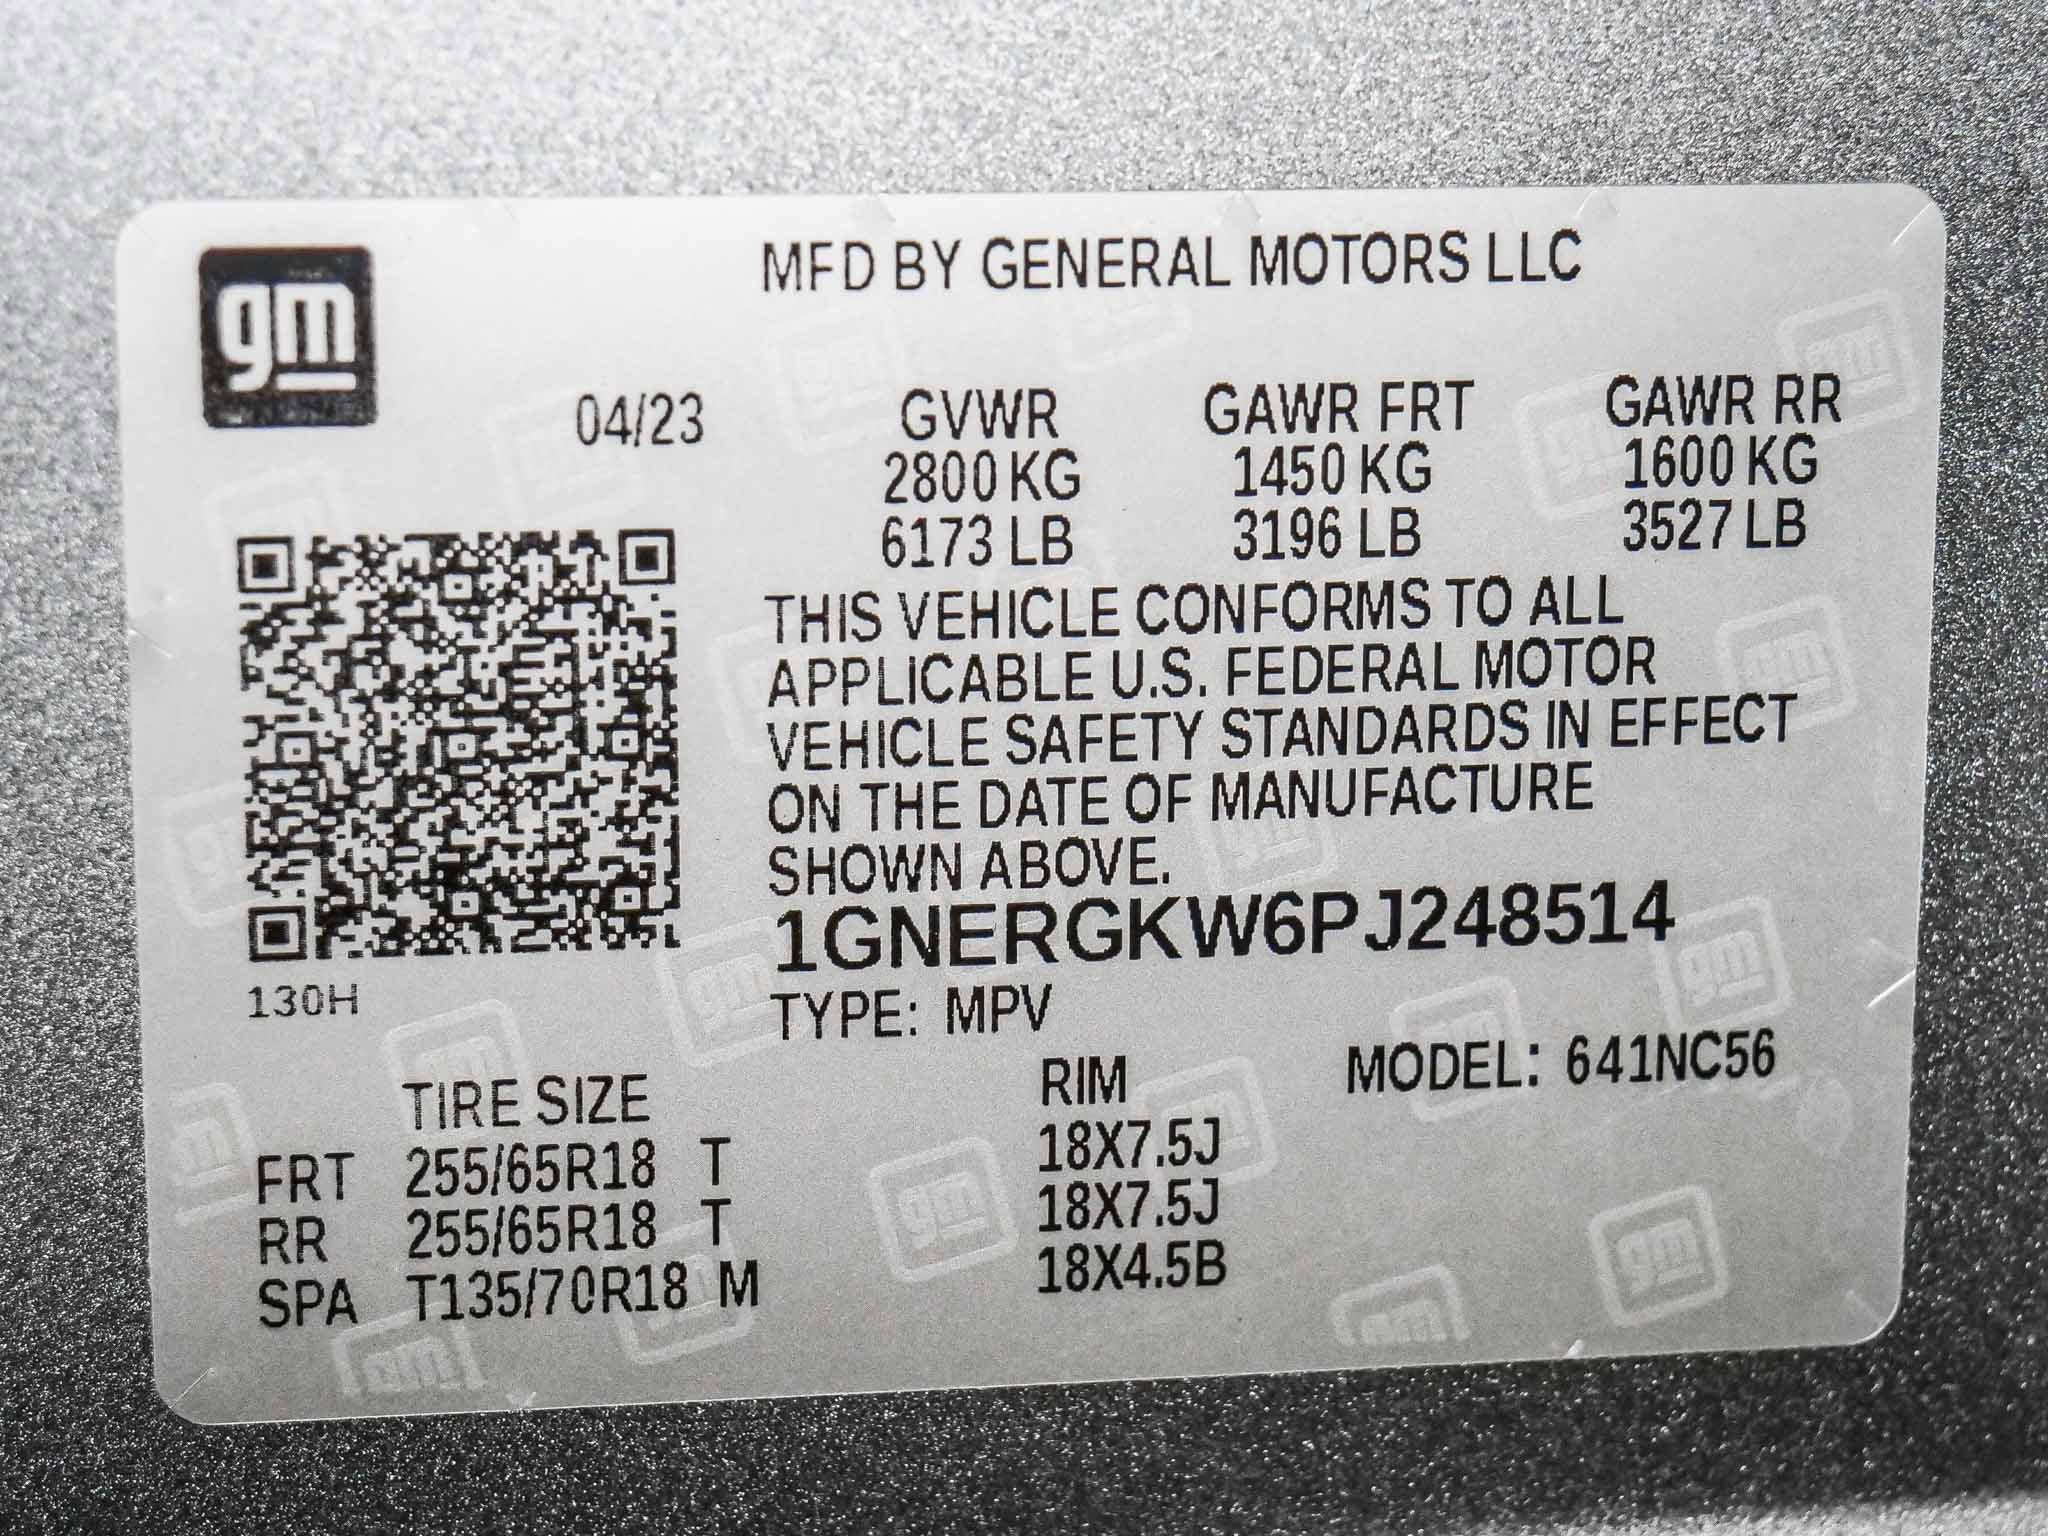 gm
MFD BY GENERAL MOTORS LLC
04/23
GVWR GAWR FRT GAWR RR
2800 KG 1450 KG 1600 KG
6173 LB 3196 LB 3527 LB
THIS VEHICLE CONFORMS TO ALL
APPLICABLE U.S. FEDERAL MOTOR
VEHICLE SAFETY STANDARDS IN EFFECT
ON THE DATE OF MANUFACTURE
SHOWN ABOVE.
1GNERGKW6PJ248514
130H
TYPE: MPV
MODEL: 641NC56
TIRE SIZE RIM
FRT 255/65R18 T 18X7.5J
RR 255/65R18 T 18X7.5J
SPA T135/70R18 M 18X4.5B